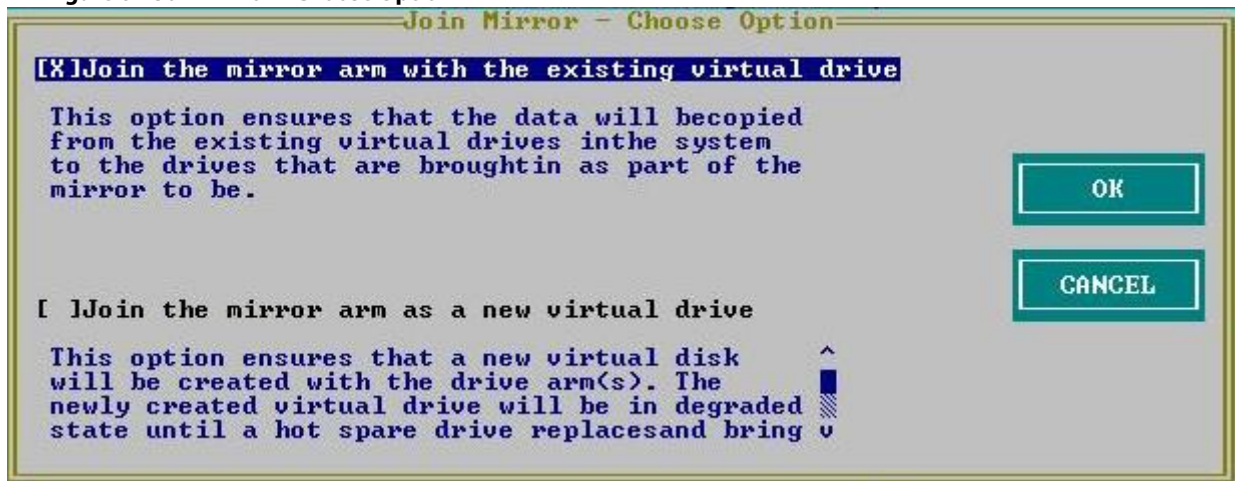 Join Mirror - Choose Option
[X]Join the mirror arm with the existing virtual drive
This option ensures that the data will becopied
from the existing virtual drives inthe system
to the drives that are broughtin as part of the
mirror to be.
OK
CANCEL
[ ]Join the mirror arm as a new virtual drive
This option ensures that a new virtual disk
will be created with the drive arm(s). The
newly created virtual drive will be in degraded
state until a hot spare drive replacesand bring